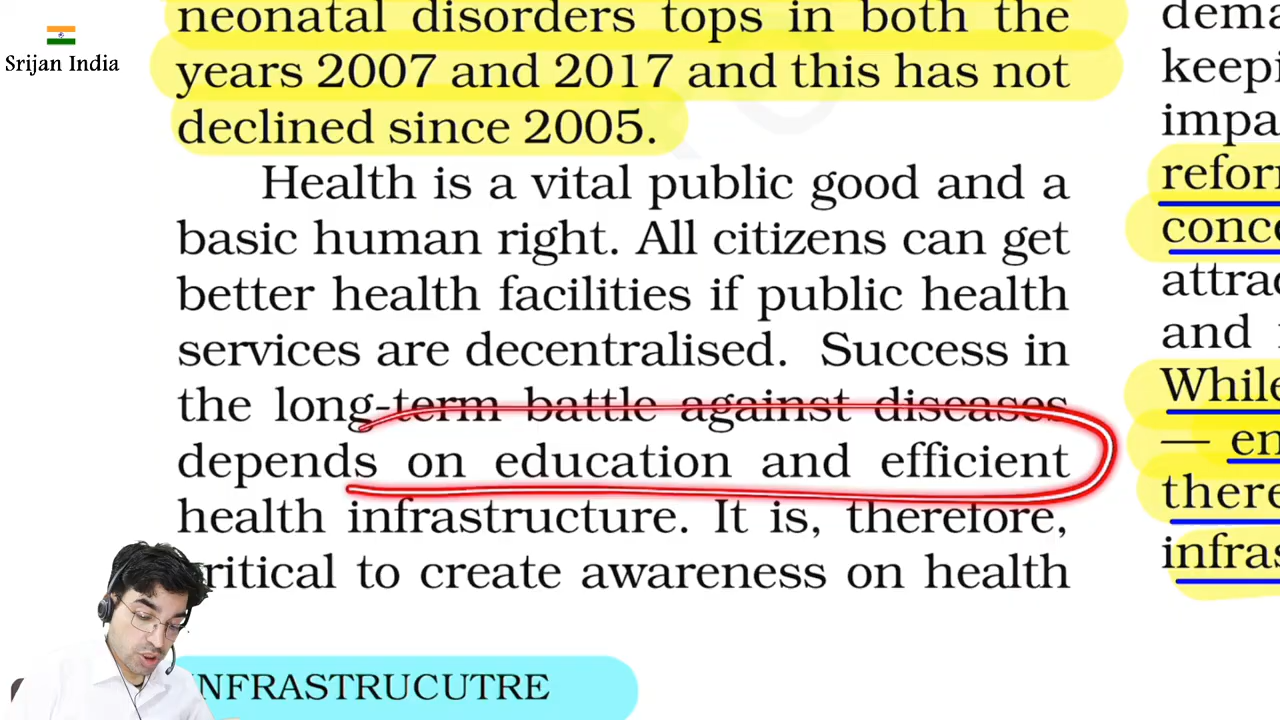 Srijan India
neonatal disorders tops in both the
years 2007 and 2017 and this has not
declined since 2005.
Health is a vital public good and a
basic human right. All citizens can get
better health facilities if public health
services are decentralised. Success in
the long-term battle against diseases
depends on education and efficient
health infrastructure. It is, therefore,
critical to create awareness on health
INFRASTRUCUTRE
keepi
impa
reform
conce
attrac
and
While
— en
there
infras